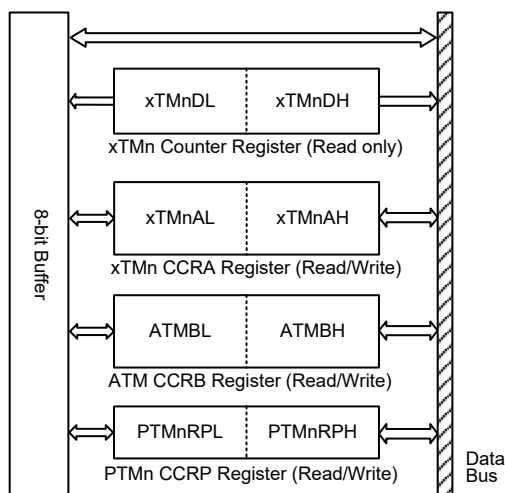 xTMnDL xTMnDH
xTMn Counter Register (Read only)
xTMnAL xTMnAH
xTMn CCRA Register (Read/Write)
8-bit Buffer
ATMBL ATMBH
ATM CCRB Register (Read/Write)
PTMnRPL PTMnRPH
PTMn CCRP Register (Read/Write)
Data
Bus